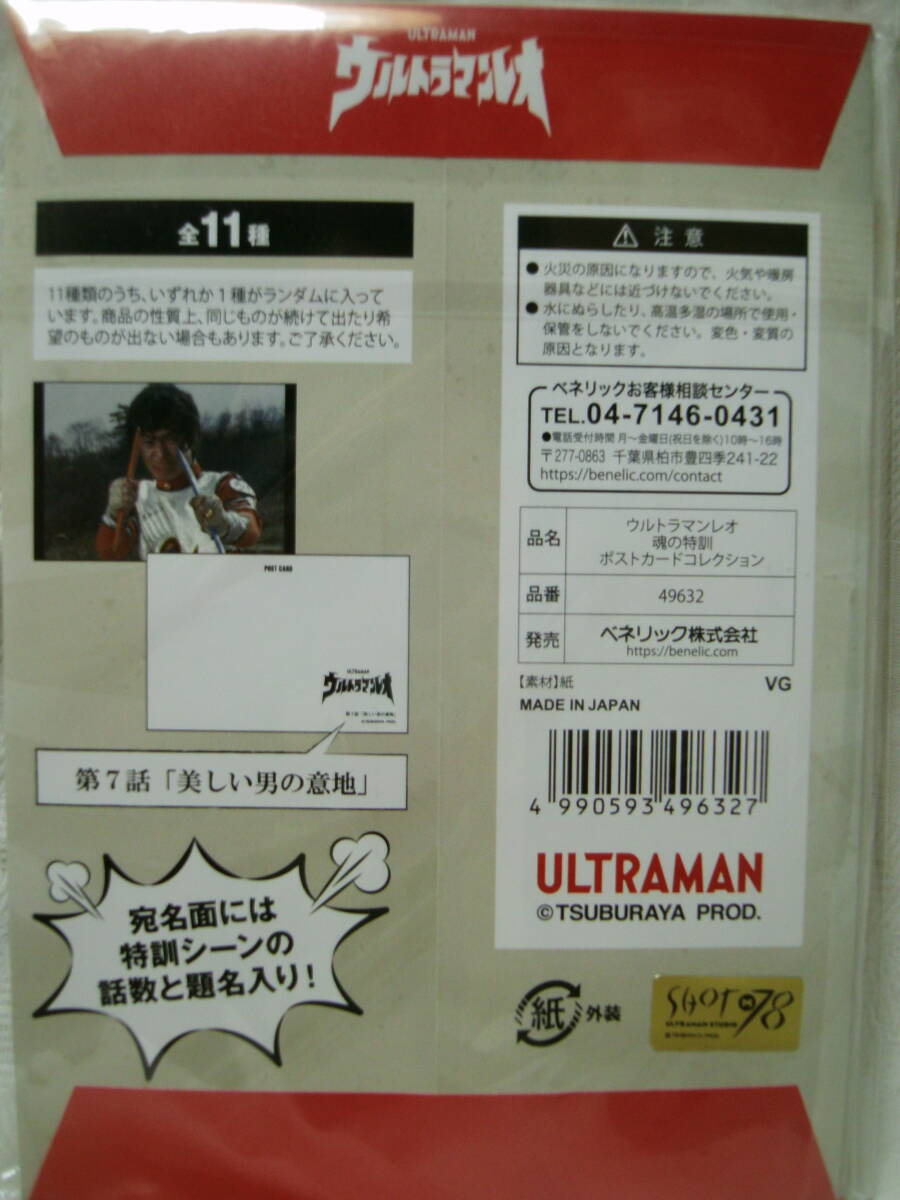 ULTRAMAN
ウルトラマンレオ
全11種
11種類のうち、いずれか1種がランダムに入って
います。商品の性質上、同じものが続けて出たり希
望のものが出ない場合もあります。ご了承ください。
POST CARD
ULTRAMAN
ウルトラマンレオ
第7話「美しい男の意地」
©TSUBURAYA PROD.
第7話「美しい男の意地」
宛名面には
特訓シーンの
話数と題名入り!
⚠ 注意
●火災の原因になりますので、火気や暖房
器具などには近づけないでください。
●水にぬらしたり、高温多湿の場所で使用・
保管をしないでください。変色・変質の
原因となります。
ベネリックお客様相談センター
TEL.04-7146-0431
●電話受付時間 月~金曜日(祝日を除く)10時~16時
〒277-0863 千葉県柏市豊四季241-22
https://benelic.com/contact
品名
ウルトラマンレオ
魂の特訓
ポストカードコレクション
品番
49632
発売
ベネリック株式会社
https://benelic.com
【素材】紙
VG
MADE IN JAPAN
4 990593 496327
ULTRAMAN
©TSUBURAYA PROD.
紙 外装
SHOT M78
ULTRAMAN STUDIO